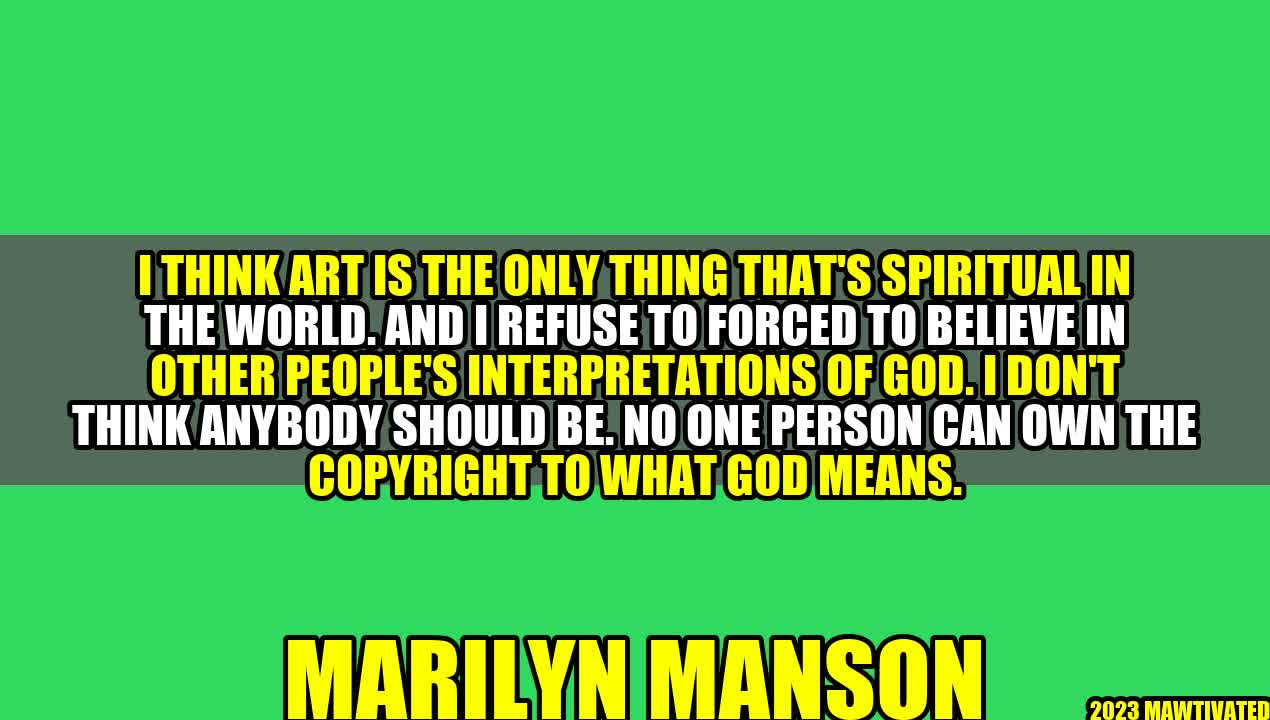 I THINK ART IS THE ONLY THING THAT'S SPIRITUAL IN
THE WORLD. AND I REFUSE TO FORCED TO BELIEVE IN
OTHER PEOPLE'S INTERPRETATIONS OF GOD. I DON'T
THINK ANYBODY SHOULD BE. NO ONE PERSON CAN OWN THE
COPYRIGHT TO WHAT GOD MEANS.
MARILYN MANSON
2023 MAWTIVATED